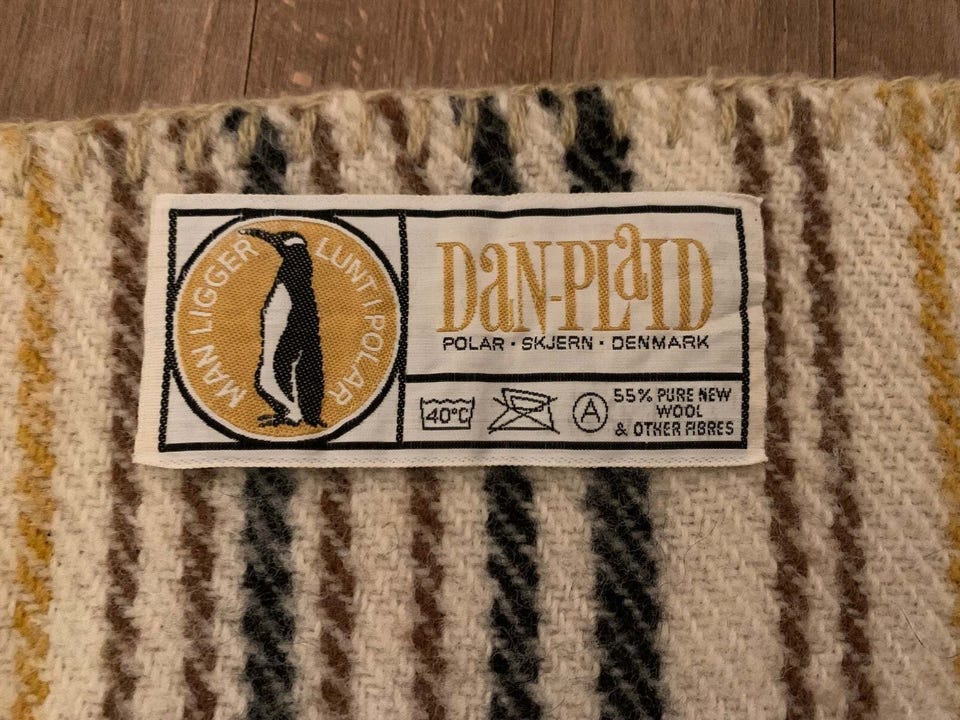 MAN LIGGER LUNT I POLAR
DaN-PLaID
POLAR · SKJERN · DENMARK
40°C
A
55% PURE NEW
WOOL
& OTHER FIBRES